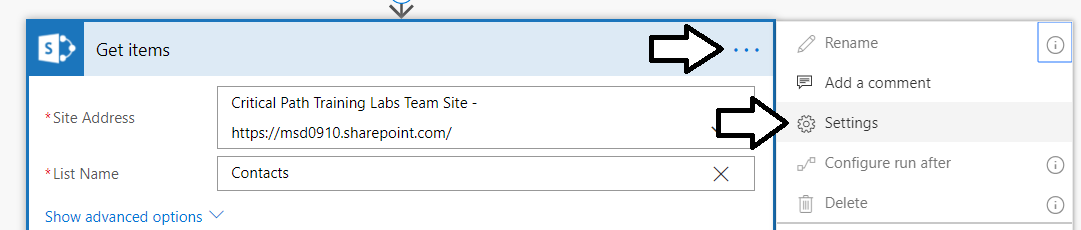 Get items
...
* Site Address
Critical Path Training Labs Team Site -
https://msd0910.sharepoint.com/
* List Name
Contacts
Show advanced options
Rename
Add a comment
Settings
Configure run after
Delete